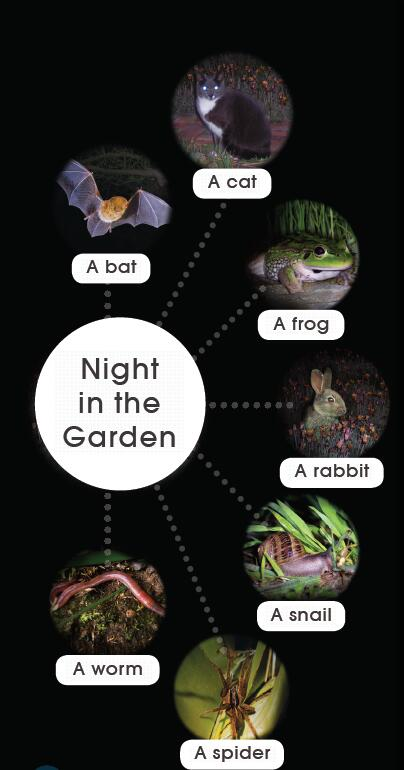 A cat
A bat
A frog
Night
in the
Garden
A rabbit
A snail
A worm
A spider